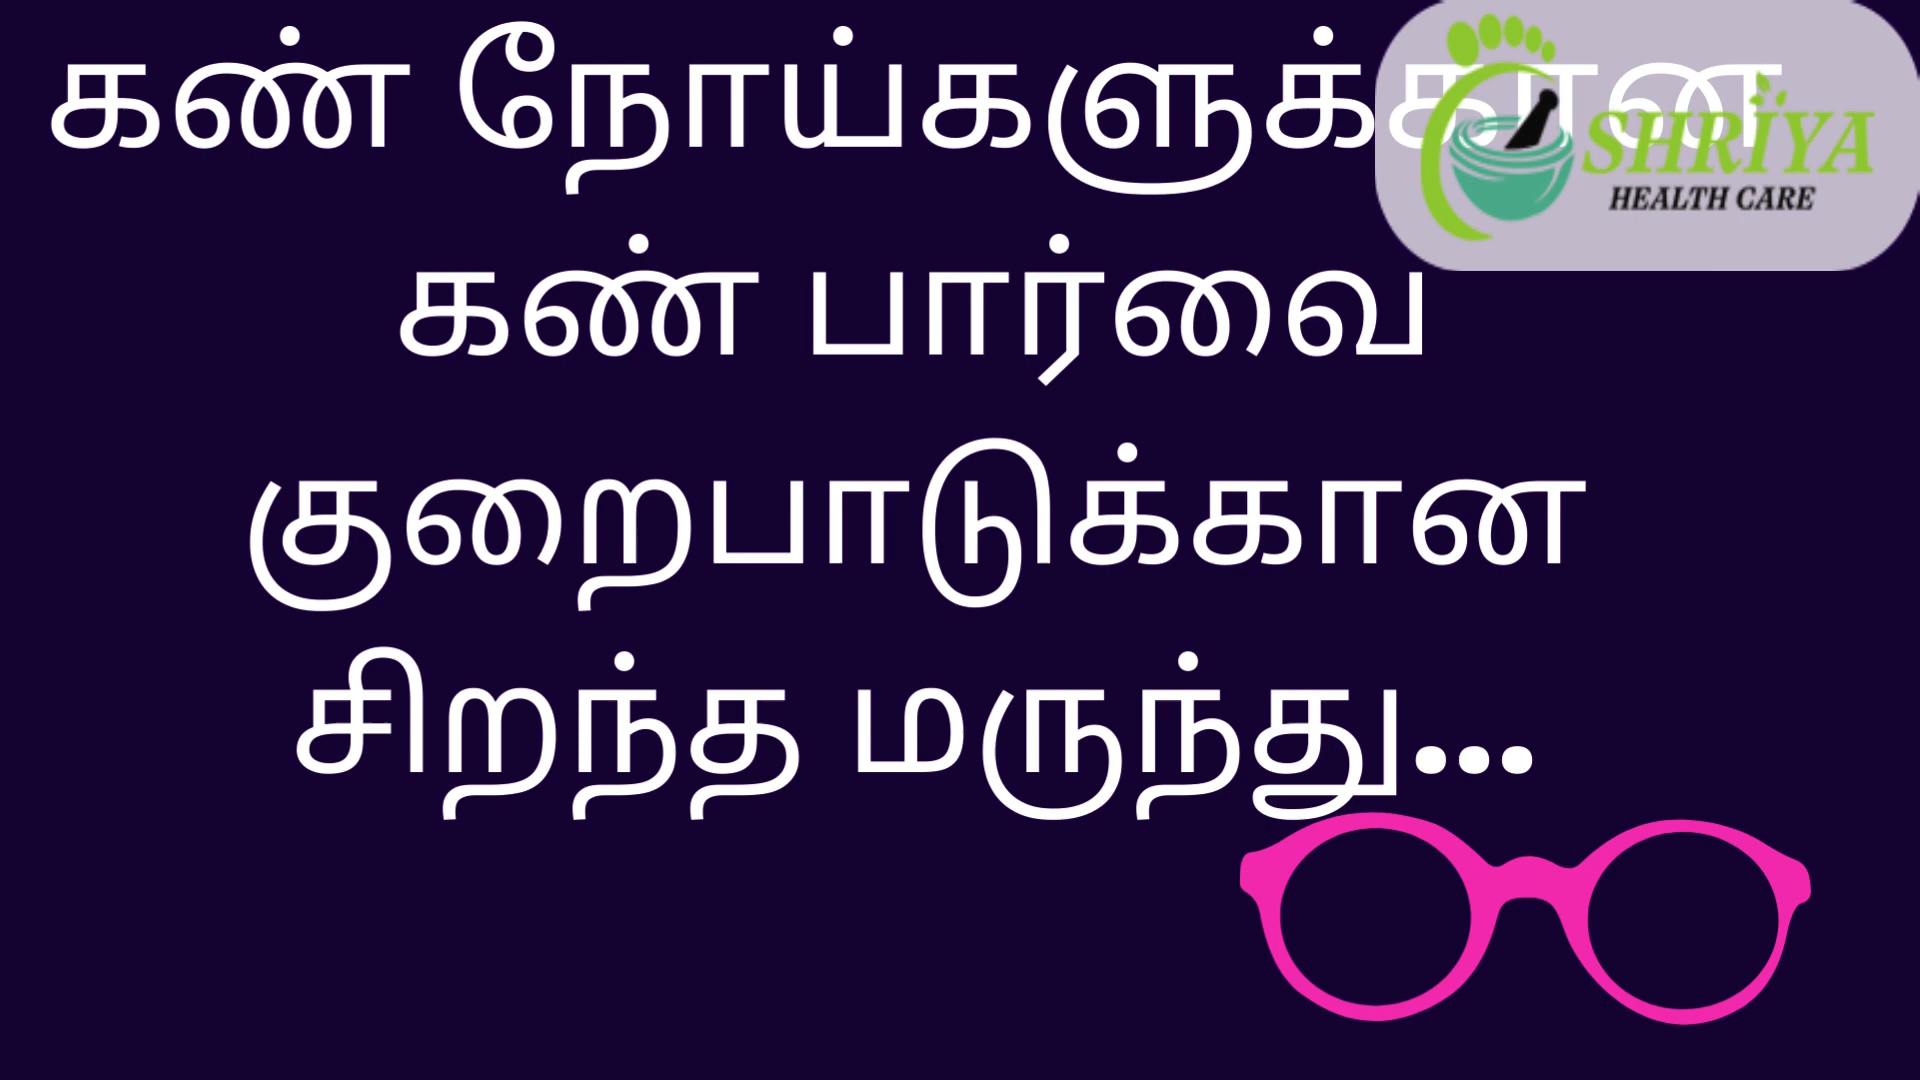 கண் நோய்களுக்கான
SHRIYA
HEALTH CARE
கண் பார்வை
குறைபாடுக்கான
சிறந்த மருந்து...